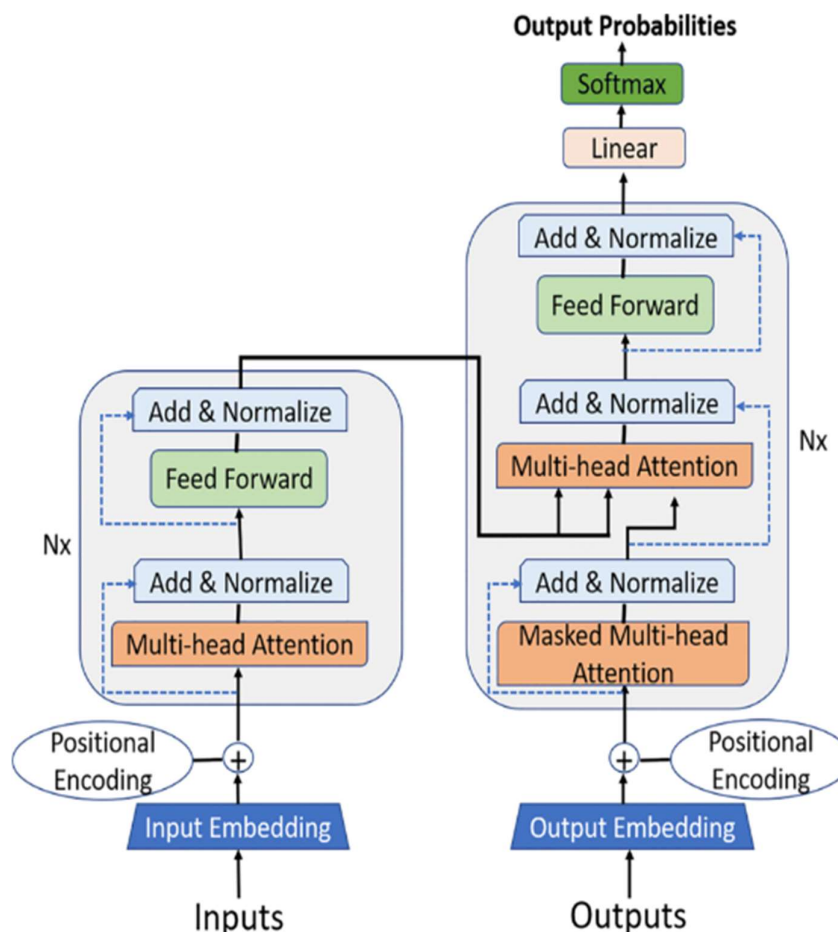 Output Probabilities
Softmax
Linear
Add & Normalize
Feed Forward
Add & Normalize
Multi-head Attention
Nx
Add & Normalize
Masked Multi-head
Attention
Positional
Encoding
Output Embedding
Outputs
Add & Normalize
Feed Forward
Nx
Add & Normalize
Multi-head Attention
Positional
Encoding
Input Embedding
Inputs